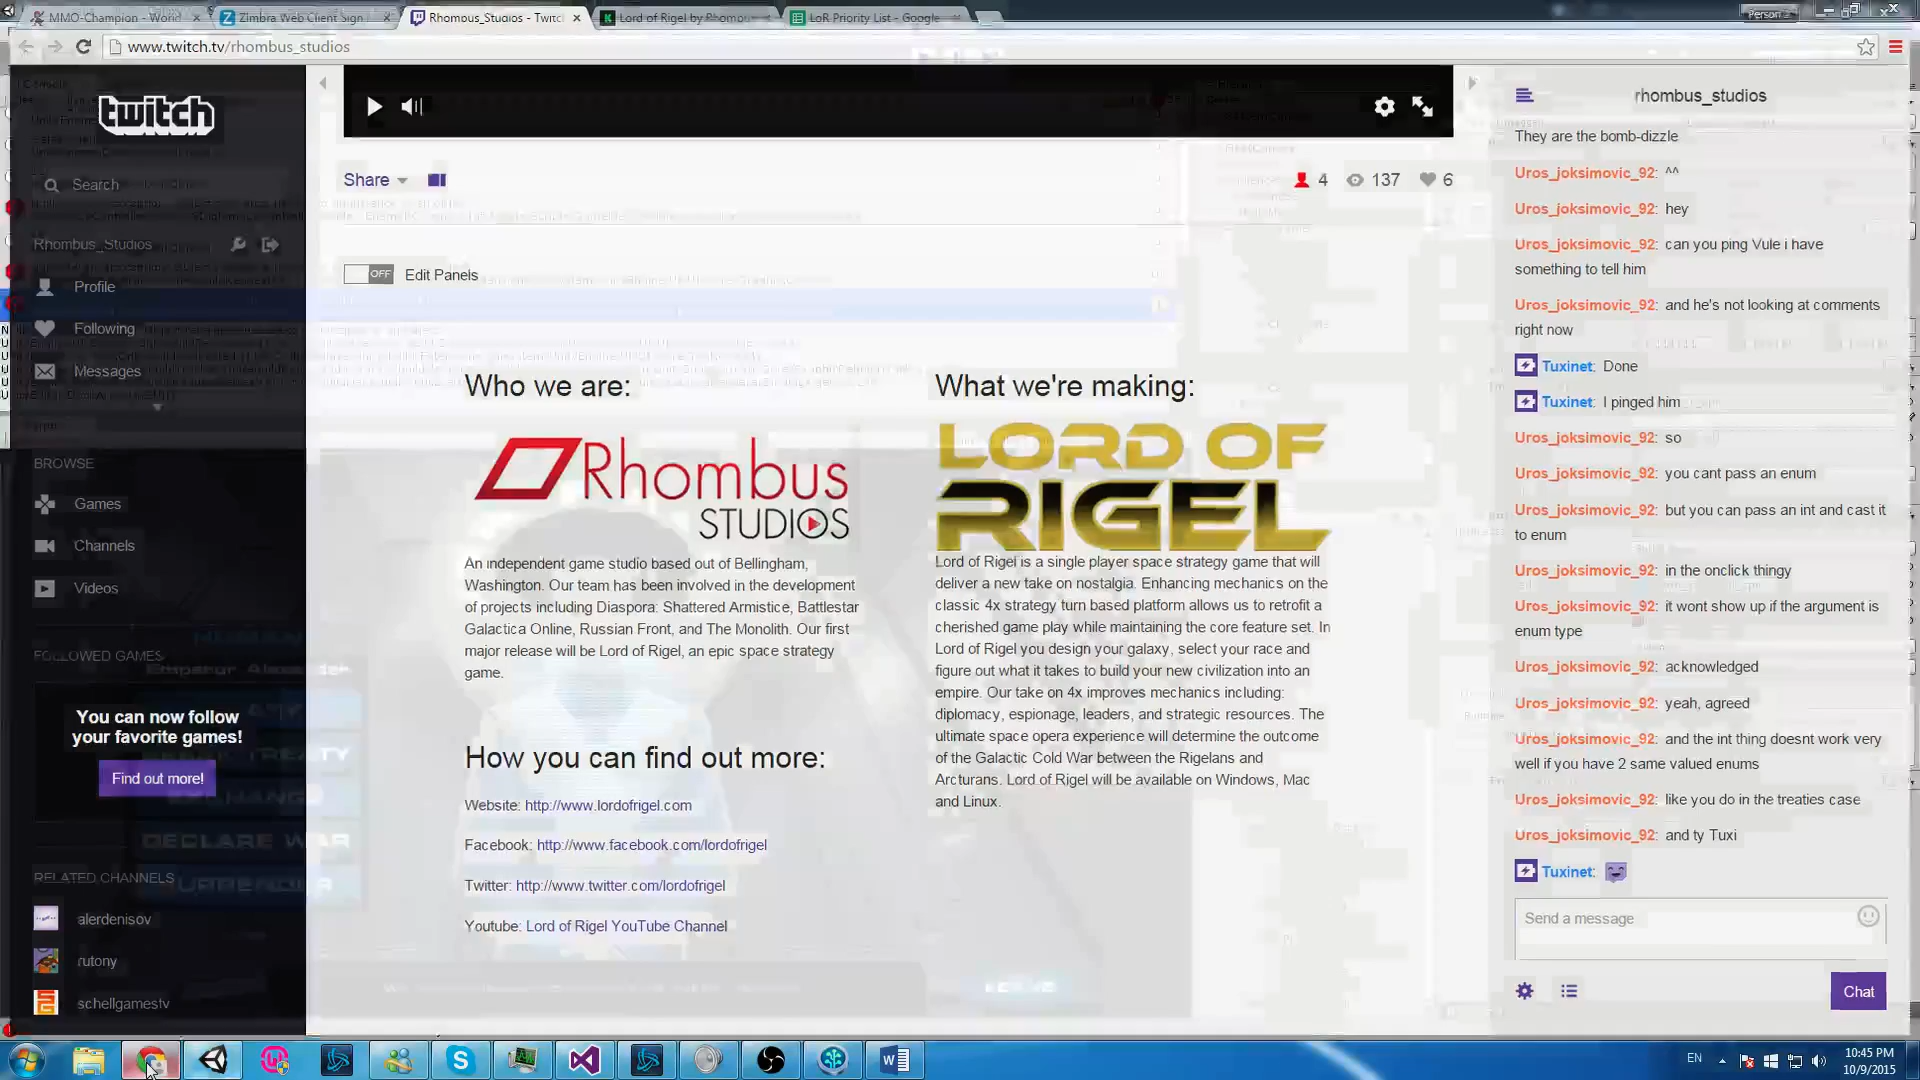 MMO-Champion - World
Zimbra Web Client Sign
Rhombus_Studios - Twitch
Lord of Rigel by Rhombu
LoR Priority List - Google
Person
www.twitch.tv/rhombus_studios
twitch
Search
Rhombus_Studios
Profile
Following
Messages
BROWSE
Games
Channels
Videos
FOLLOWED GAMES
You can now follow
your favorite games!
Find out more!
RELATED CHANNELS
alerdenisov
rutony
schellgamestv
HUMAN
Emperor Alexander
TREATY
EXCHANGE
DECLARE WAR
SURRENDER
Share
4
137
6
OFF
Edit Panels
Who we are:
Rhombus
STUDIOS
An independent game studio based out of Bellingham,
Washington. Our team has been involved in the development
of projects including Diaspora: Shattered Armistice, Battlestar
Galactica Online, Russian Front, and The Monolith. Our first
major release will be Lord of Rigel, an epic space strategy
game.
How you can find out more:
Website: http://www.lordofrigel.com
Facebook: http://www.facebook.com/lordofrigel
Twitter: http://www.twitter.com/lordofrigel
Youtube: Lord of Rigel YouTube Channel
What we're making:
LORD OF
RIGEL
Lord of Rigel is a single player space strategy game that will
deliver a new take on nostalgia. Enhancing mechanics on the
classic 4x strategy turn based platform allows us to retrofit a
cherished game play while maintaining the core feature set. In
Lord of Rigel you design your galaxy, select your race and
figure out what it takes to build your new civilization into an
empire. Our take on 4x improves mechanics including:
diplomacy, espionage, leaders, and strategic resources. The
ultimate space opera experience will determine the outcome
of the Galactic Cold War between the Rigelans and
Arcturans. Lord of Rigel will be available on Windows, Mac
and Linux.
LEAVE
rhombus_studios
They are the bomb-dizzle
Uros_joksimovic_92: ^^
Uros_joksimovic_92: hey
Uros_joksimovic_92: can you ping Vule i have
something to tell him
Uros_joksimovic_92: and he's not looking at comments
right now
Tuxinet: Done
Tuxinet: I pinged him
Uros_joksimovic_92: so
Uros_joksimovic_92: you cant pass an enum
Uros_joksimovic_92: but you can pass an int and cast it
to enum
Uros_joksimovic_92: in the onclick thingy
Uros_joksimovic_92: it wont show up if the argument is
enum type
Uros_joksimovic_92: acknowledged
Uros_joksimovic_92: yeah, agreed
Uros_joksimovic_92: and the int thing doesnt work very
well if you have 2 same valued enums
Uros_joksimovic_92: like you do in the treaties case
Uros_joksimovic_92: and ty Tuxi
Tuxinet:
Send a message
Chat
EN
10:45 PM
10/9/2015